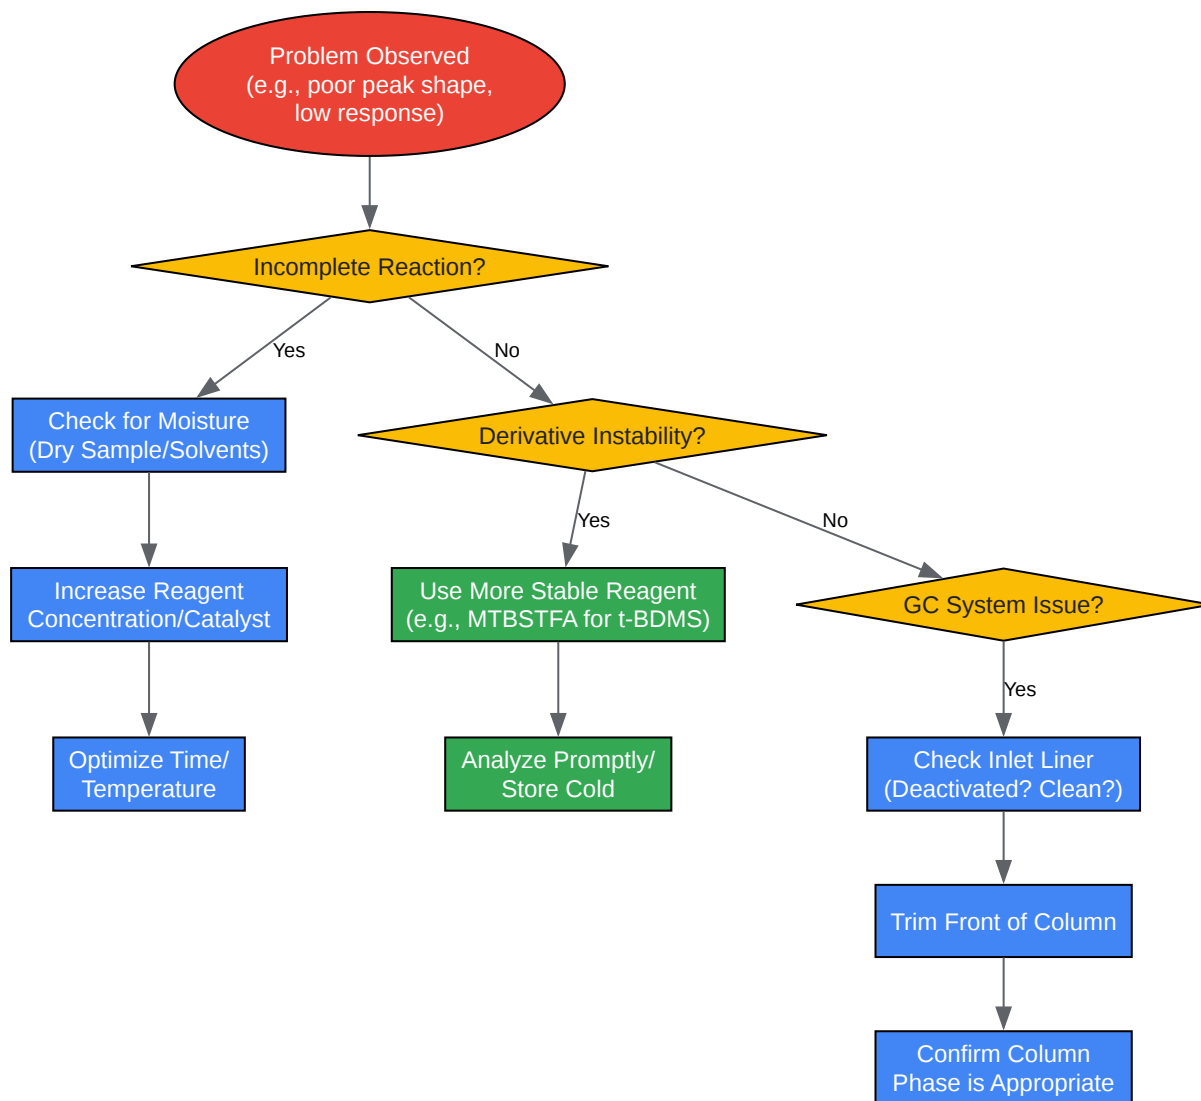 Problem Observed
(e.g., poor peak shape,
low response)
Incomplete Reaction?
Yes
No
Check for Moisture
(Dry Sample/Solvents)
Derivative Instability?
Yes
No
Increase Reagent
Concentration/Catalyst
Use More Stable Reagent
(e.g., MTBSTFA for t-BDMS)
GC System Issue?
Yes
Optimize Time/
Temperature
Analyze Promptly/
Store Cold
Check Inlet Liner
(Deactivated? Clean?)
Trim Front of Column
Confirm Column
Phase is Appropriate